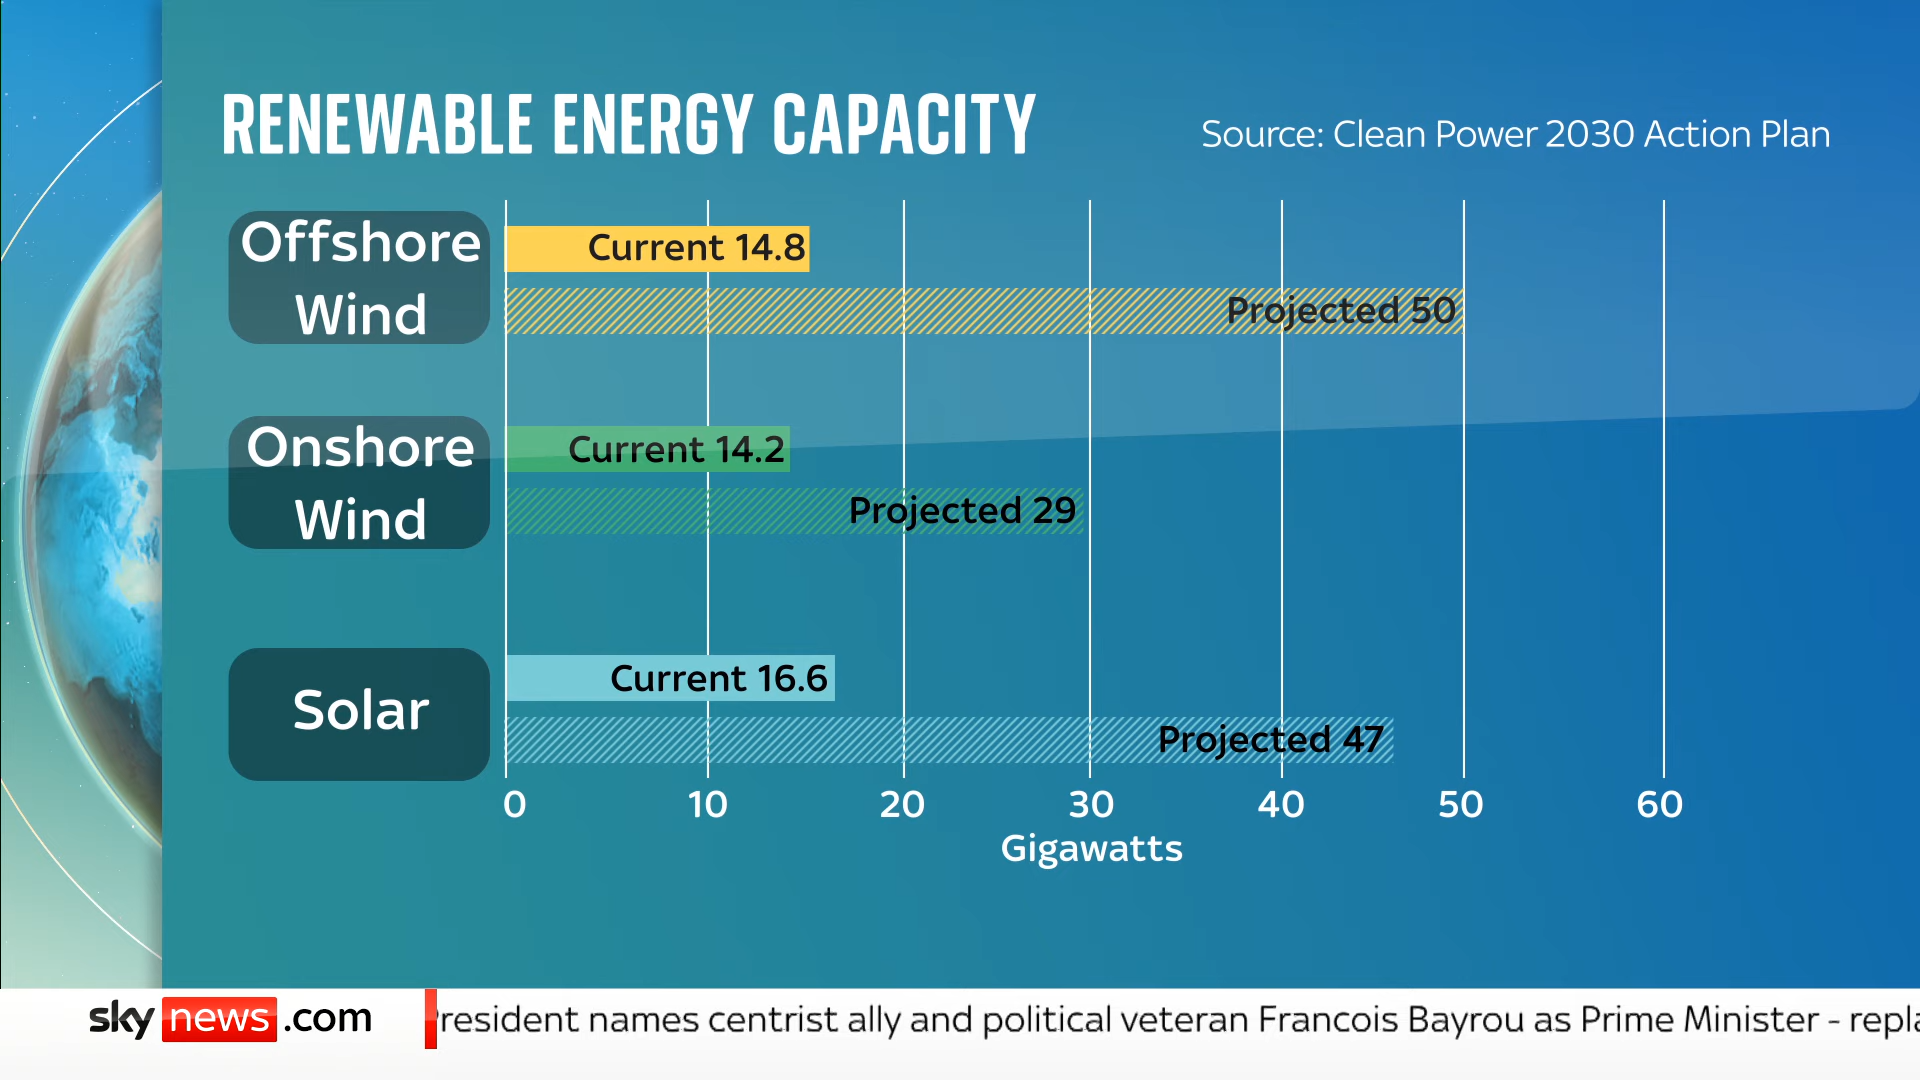 RENEWABLE ENERGY CAPACITY
Source: Clean Power 2030 Action Plan
Offshore
Wind
Current 14.8
Projected 50
Onshore
Wind
Current 14.2
Projected 29
Solar
Current 16.6
Projected 47
0 10 20 30 40 50 60
Gigawatts
sky news .com
names centrist ally and political veteran Francois Bayrou as Prime Minister -